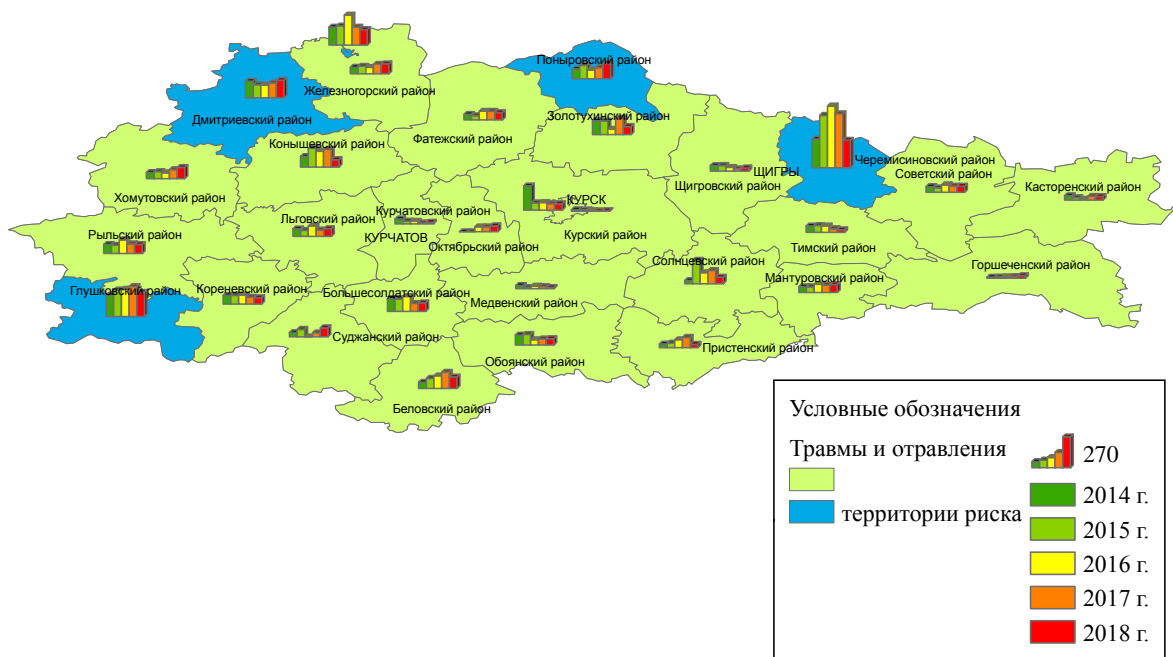 Поныровский район
Железногорский район
Дмитриевский район
Золотухинский район
Фатежский район
Конышевский район
Черемисиновский район
ЩИГРЫ
Советский район
Щигровский район
Касторенский район
Хомутовский район
КУРСК
Курчатовский район
Льговский район
Рыльский район
КУРЧАТОВ
Октябрьский район
Курский район
Тимский район
Солнцевский район
Горшеченский район
Мантуровский район
Глушковский район
Кореневский район
Большесолдатский район
Медвенский район
Суджанский район
Пристенский район
Обоянский район
Беловский район
Условные обозначения
Травмы и отравления
территории риска
270
2014 г.
2015 г.
2016 г.
2017 г.
2018 г.